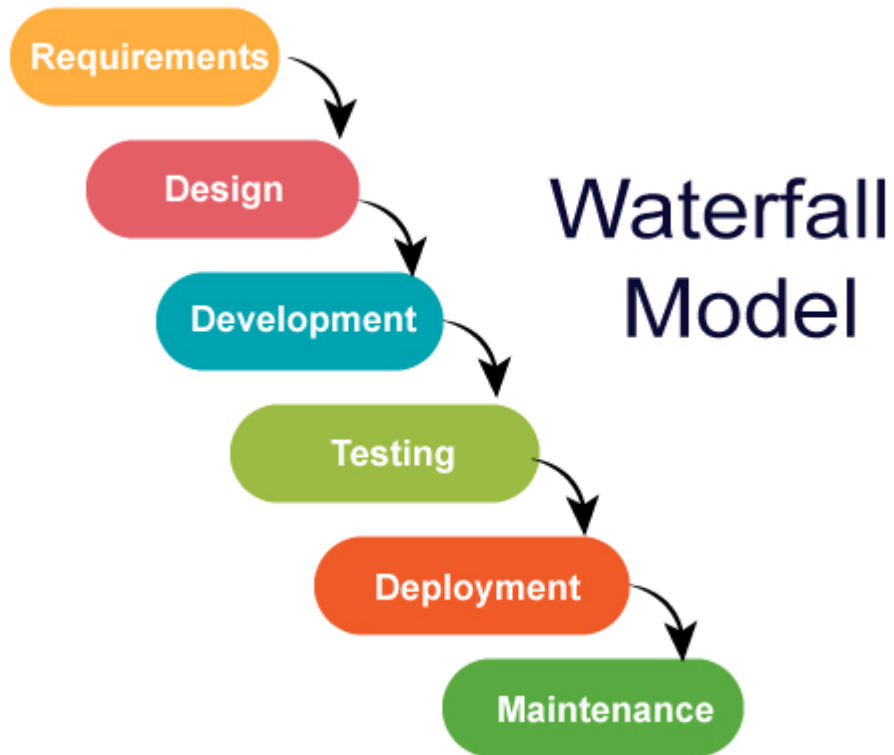 Requirements
Design
Waterfall
Model
Development
Testing
Deployment
Maintenance